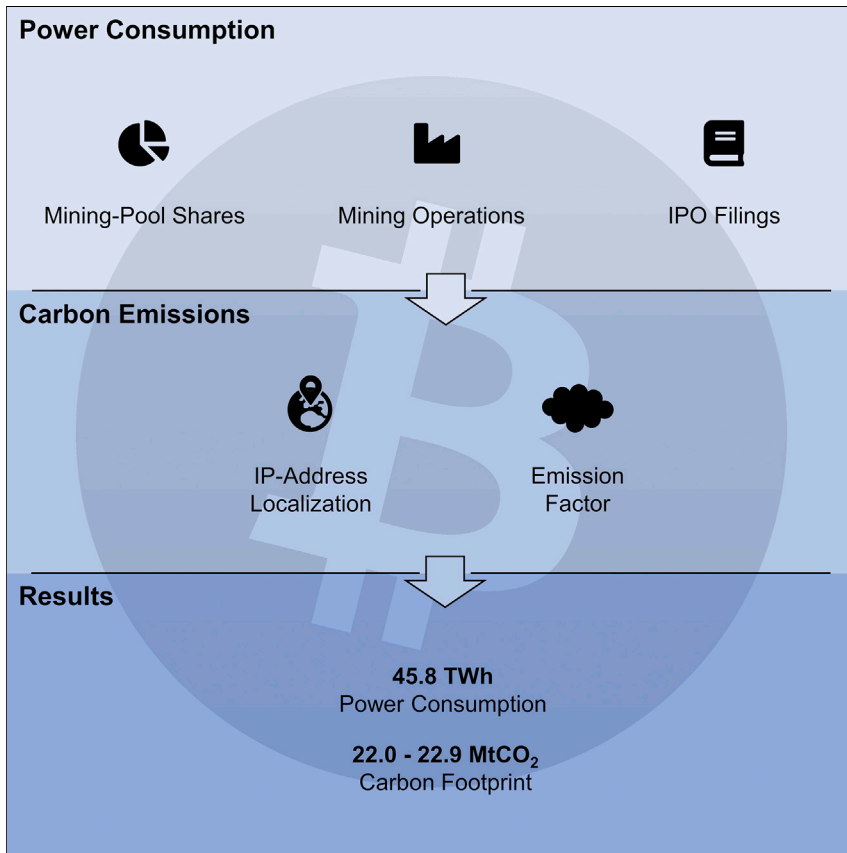 Power Consumption
Mining-Pool Shares
Mining Operations
IPO Filings
Carbon Emissions
IP-Address
Localization
Emission
Factor
Results
45.8 TWh
Power Consumption
22.0 - 22.9 MtCO₂
Carbon Footprint